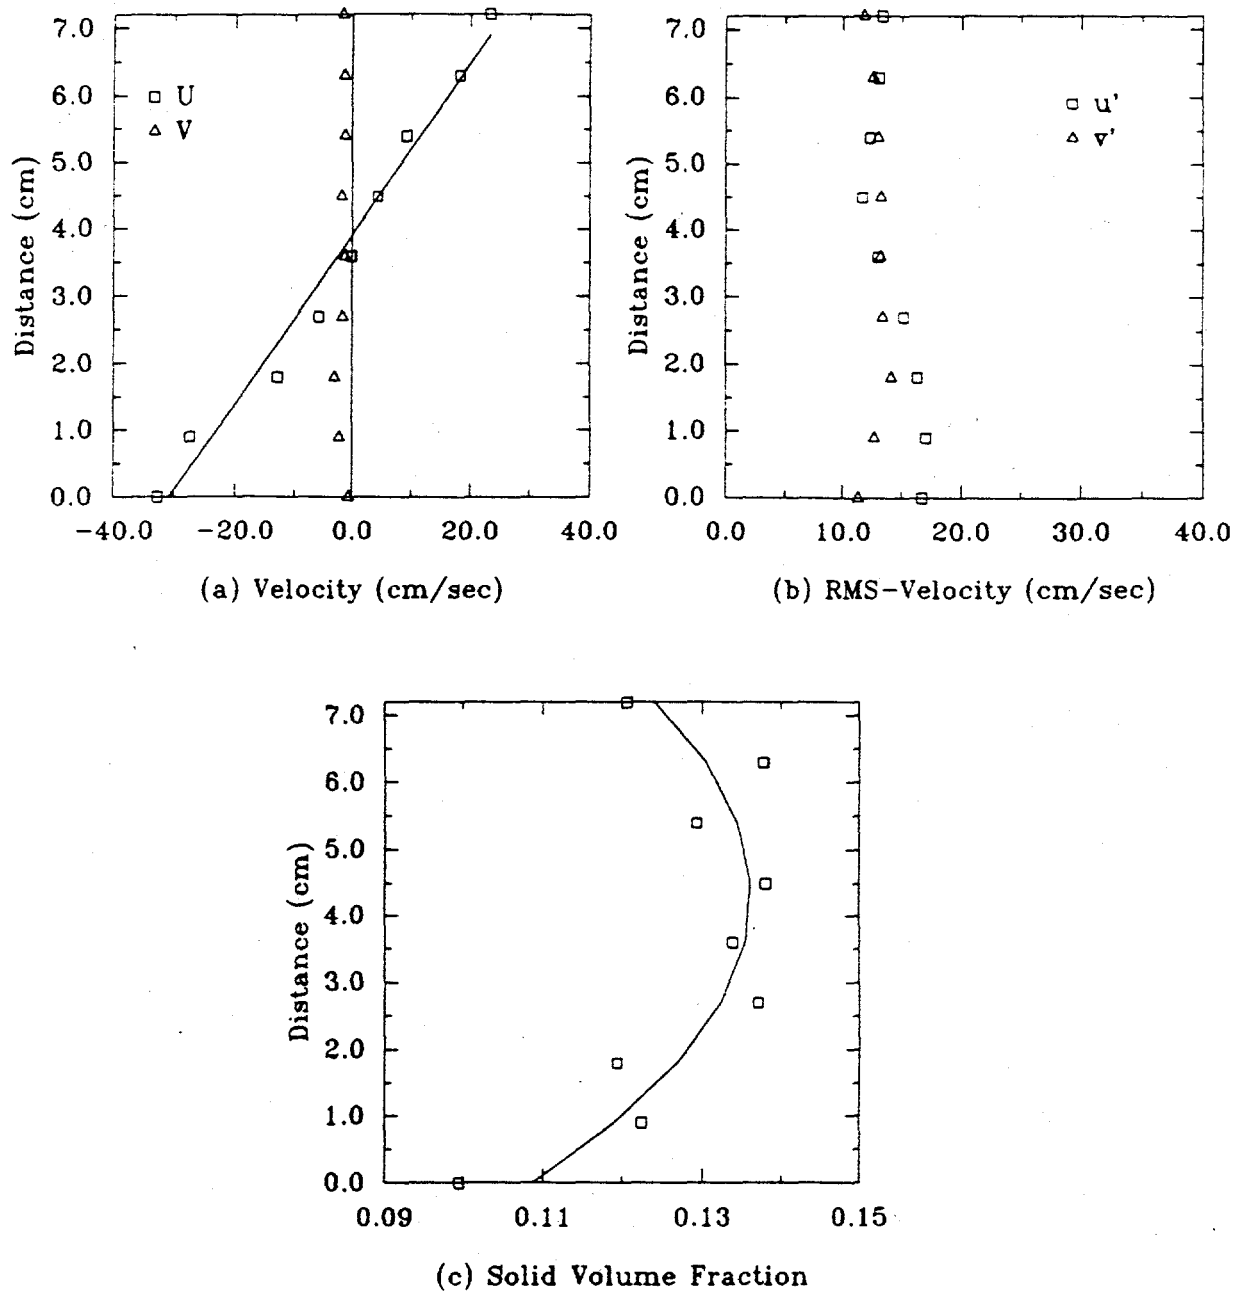 7.0
6.0
5.0
4.0
3.0
2.0
1.0
0.0
Distance (cm)
U
V
-40.0 -20.0 0.0 20.0 40.0
(a) Velocity (cm/sec)
7.0
6.0
5.0
4.0
3.0
2.0
1.0
0.0
Distance (cm)
u'
v'
0.0 10.0 20.0 30.0 40.0
(b) RMS-Velocity (cm/sec)
7.0
6.0
5.0
4.0
3.0
2.0
1.0
0.0
Distance (cm)
0.09 0.11 0.13 0.15
(c) Solid Volume Fraction